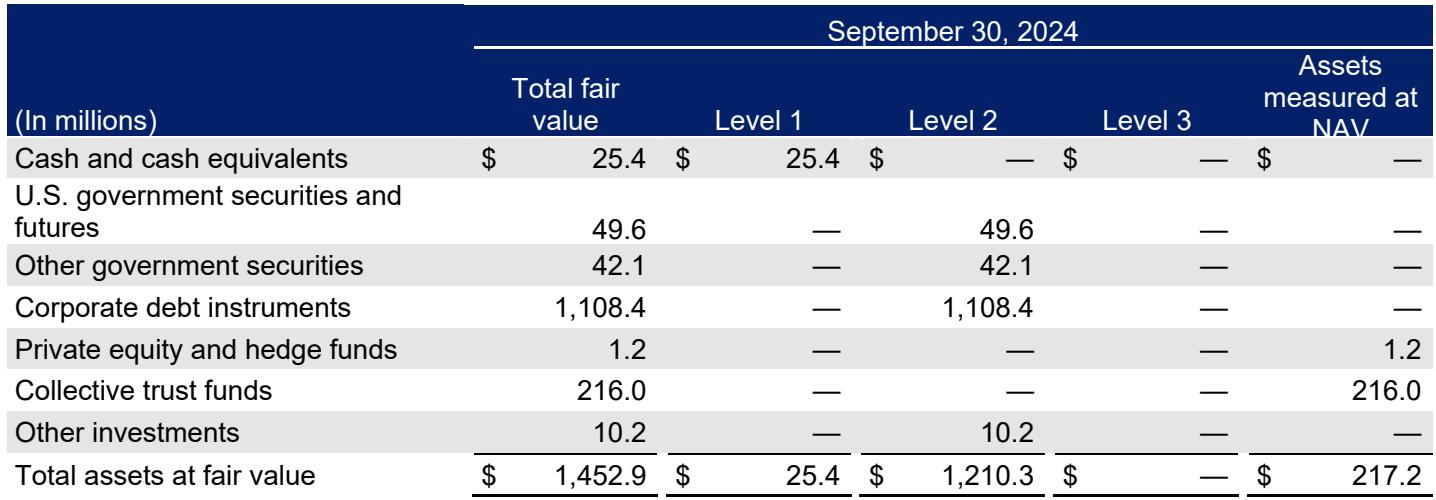 September 30, 2024
(In millions) Total fair value Level 1 Level 2 Level 3 Assets measured at NAV
Cash and cash equivalents $ 25.4 $ 25.4 $ — $ — $ —
U.S. government securities and
futures 49.6 — 49.6 — —
Other government securities 42.1 — 42.1 — —
Corporate debt instruments 1,108.4 — 1,108.4 — —
Private equity and hedge funds 1.2 — — — 1.2
Collective trust funds 216.0 — — — 216.0
Other investments 10.2 — 10.2 — —
Total assets at fair value $ 1,452.9 $ 25.4 $ 1,210.3 $ — $ 217.2